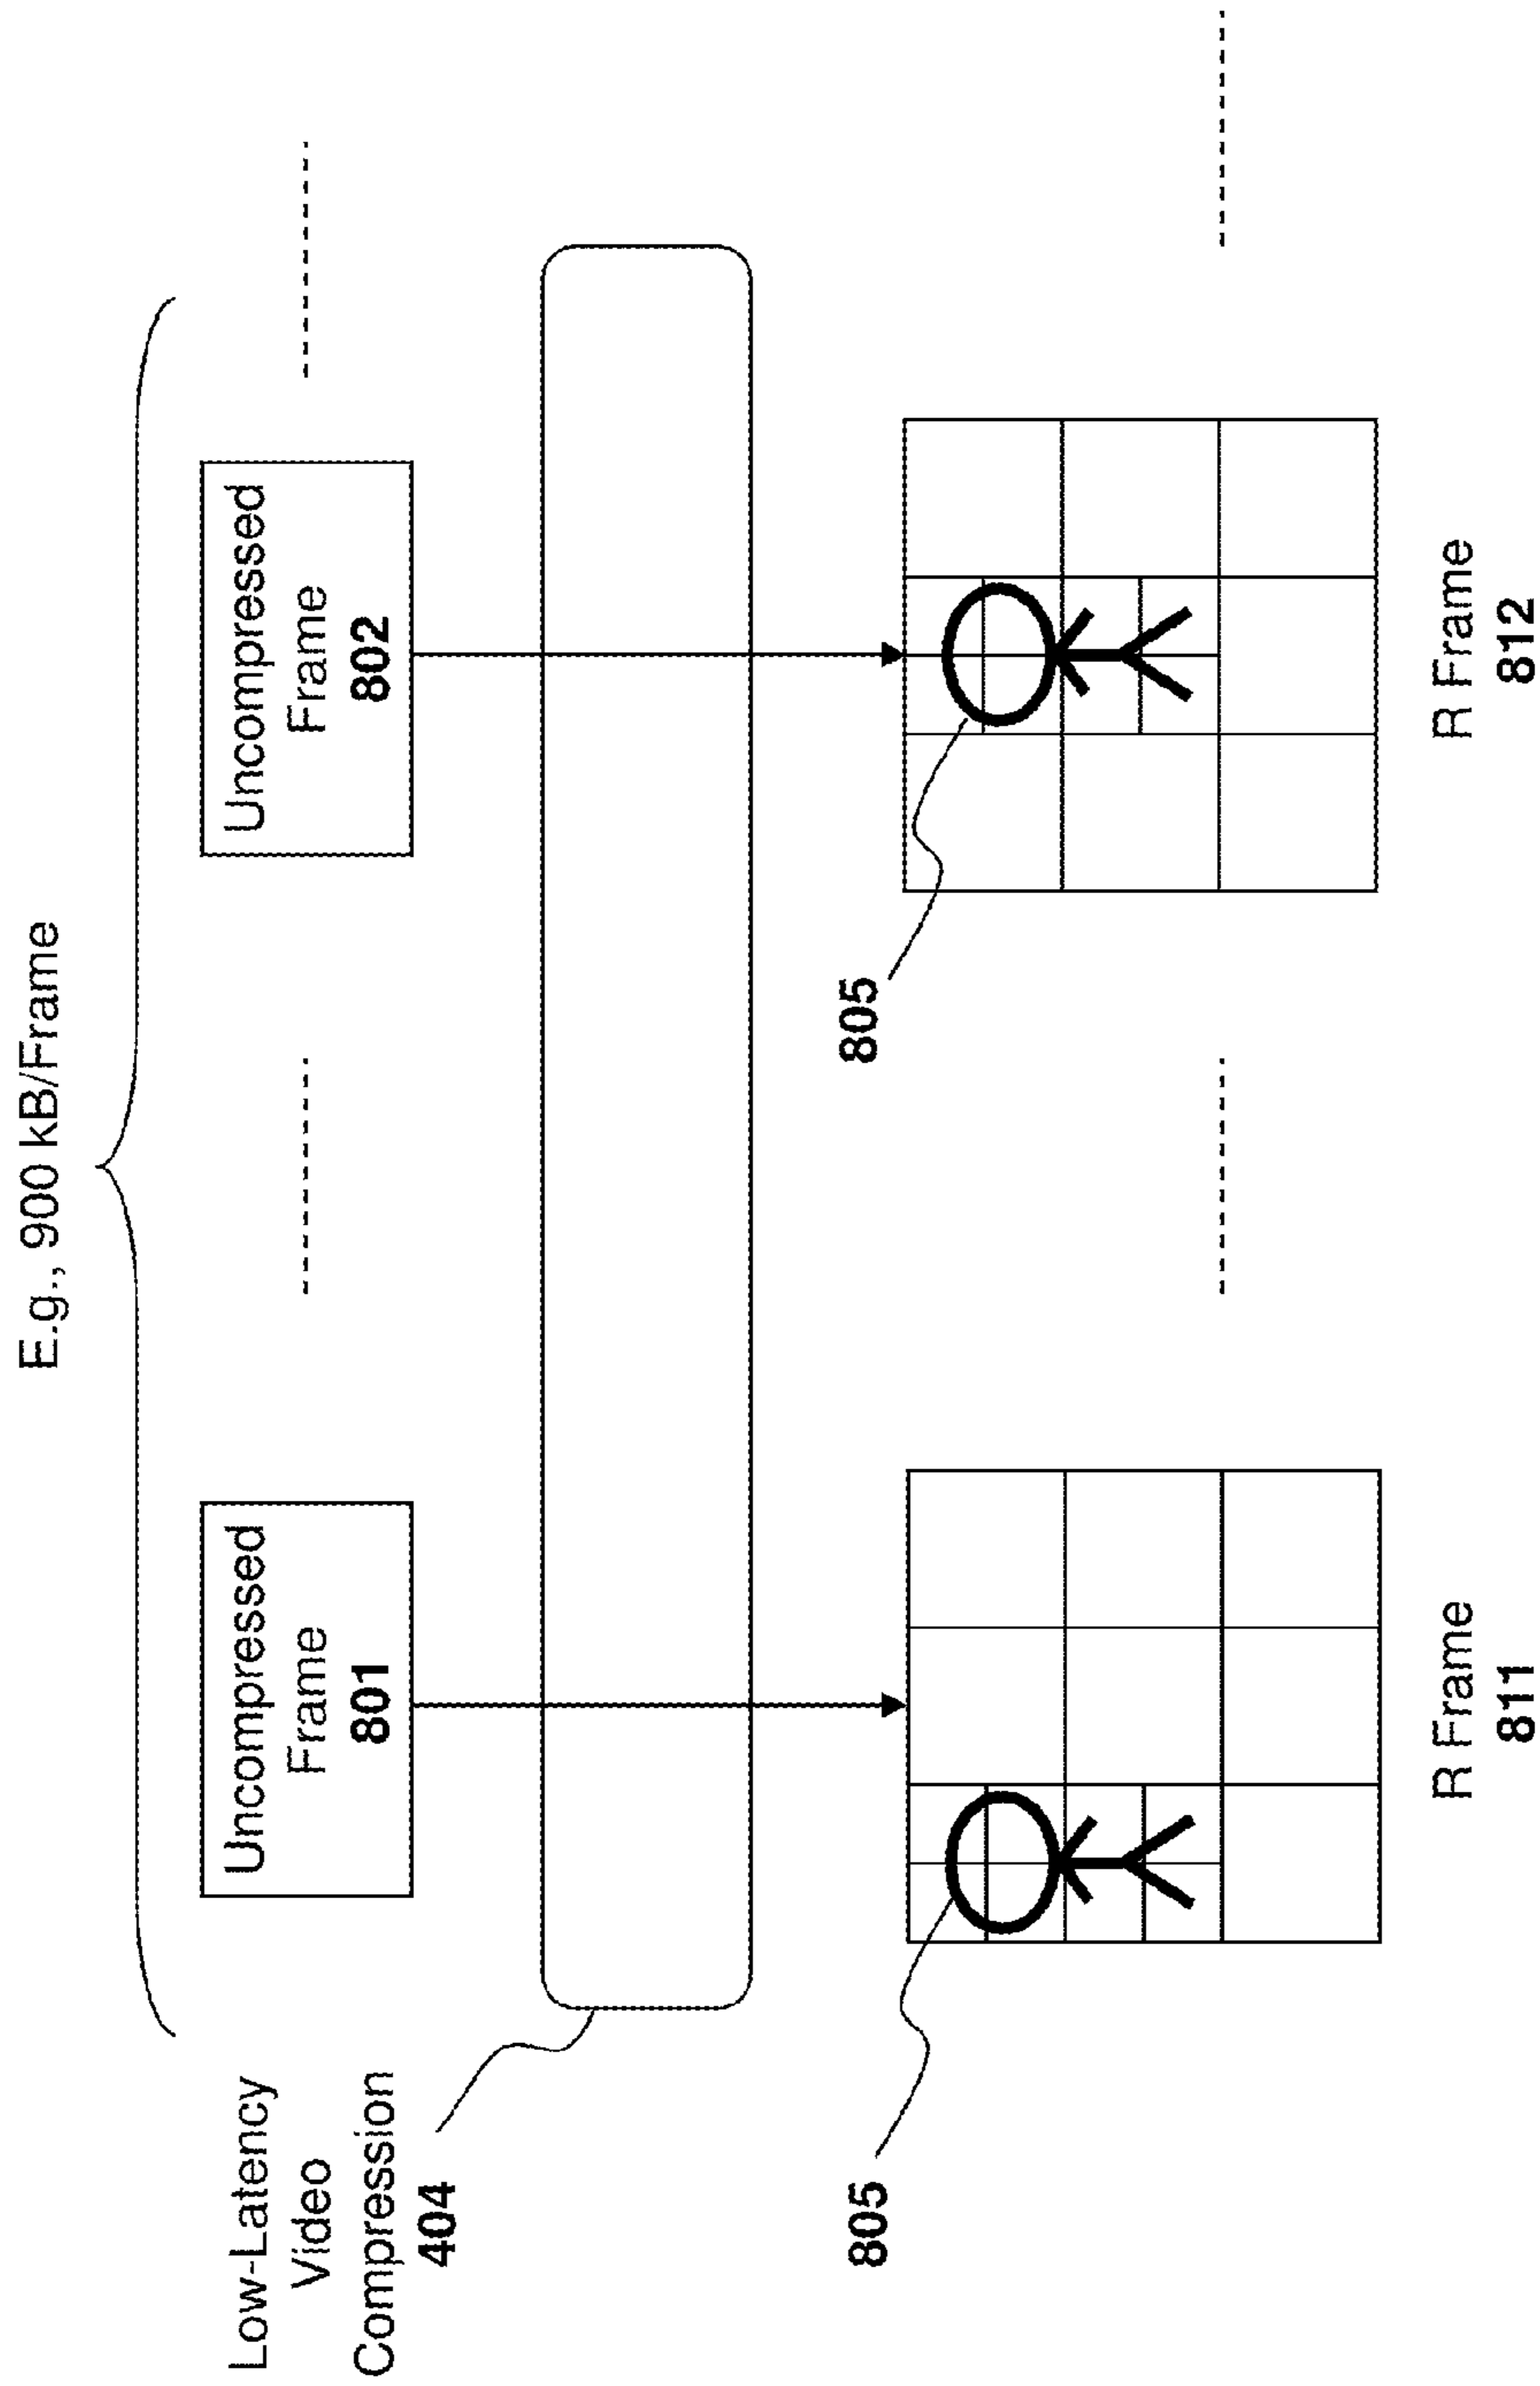 E.g., 900 kB/Frame
Low-Latency
Video
Compression
404
Uncompressed
Frame
801
Uncompressed
Frame
802
805
805
R Frame
811
R Frame
812